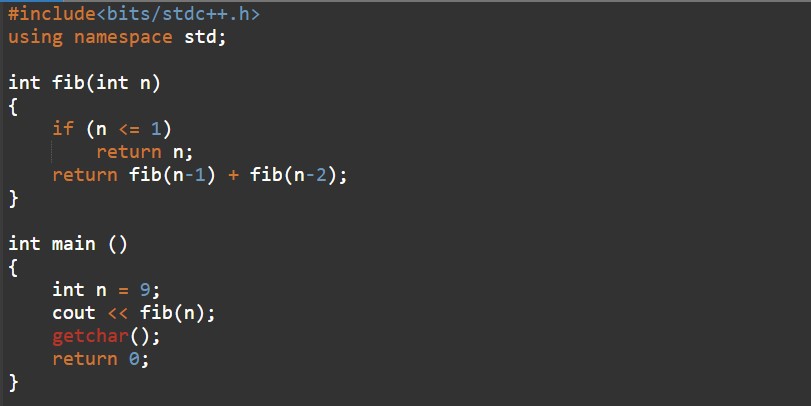 #include<bits/stdc++.h>
using namespace std;

int fib(int n)
{
    if (n <= 1)
        return n;
    return fib(n-1) + fib(n-2);
}

int main ()
{
    int n = 9;
    cout << fib(n);
    getchar();
    return 0;
}